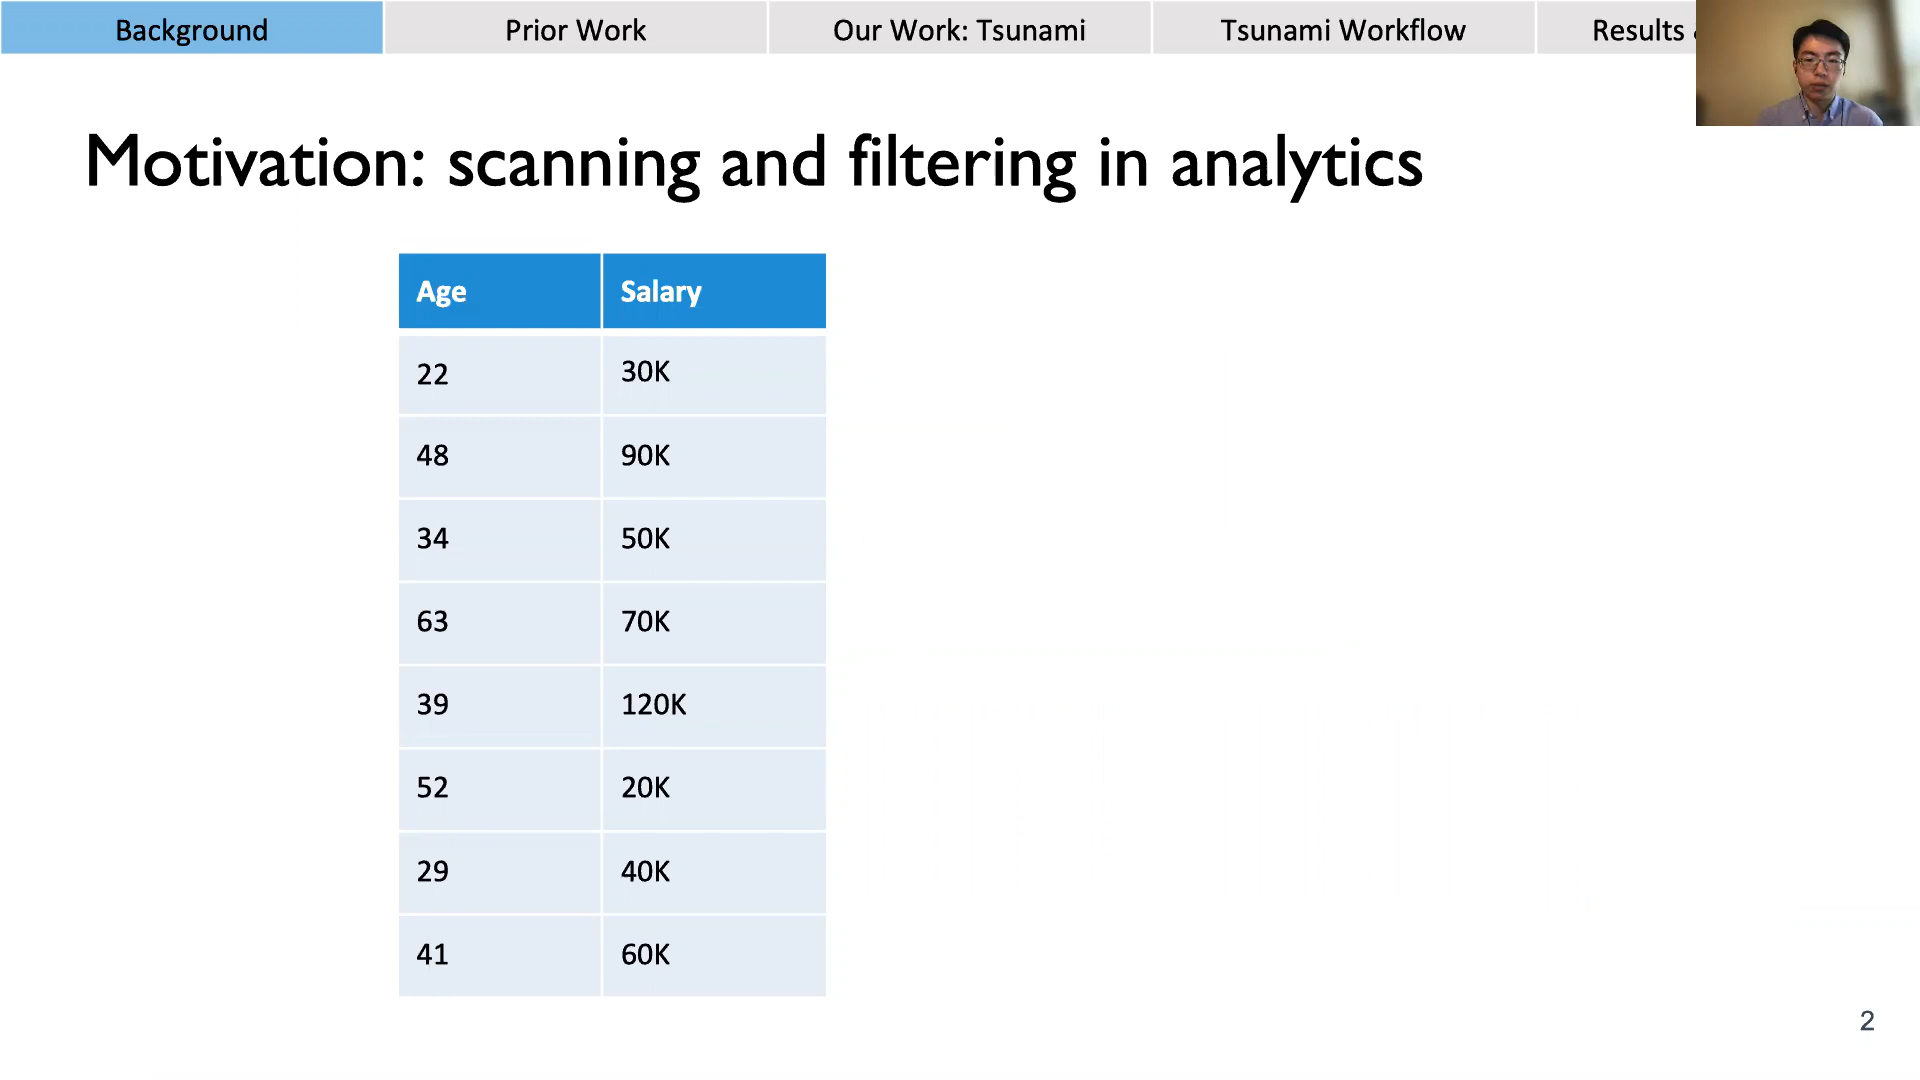 Background Prior Work Our Work: Tsunami Tsunami Workflow Results
Motivation: scanning and filtering in analytics
Age Salary
22 30K
48 90K
34 50K
63 70K
39 120K
52 20K
29 40K
41 60K
2